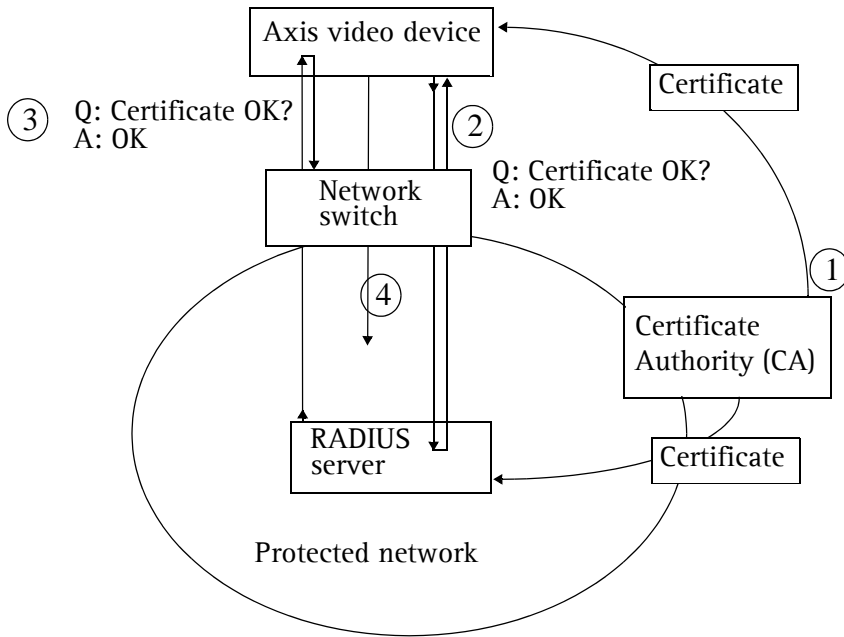 Axis video device
Certificate
3
Q: Certificate OK?
A: OK
2
Q: Certificate OK?
A: OK
Network
switch
1
4
Certificate
Authority (CA)
RADIUS
server
Certificate
Protected network